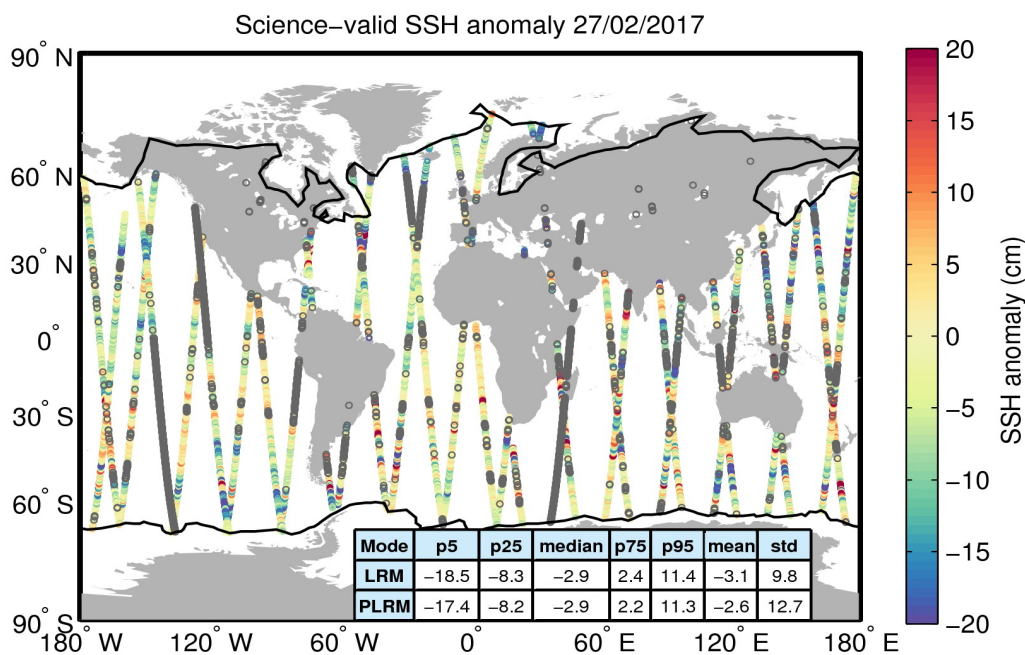 Science−valid SSH anomaly 27/02/2017
90° N
60° N
30° N
0°
30° S
60° S
90° S
180° W
120° W
60° W
0°
60° E
120° E
180° E
Mode p5 p25 median p75 p95 mean std
LRM −18.5 −8.3 −2.9 2.4 11.4 −3.1 9.8
PLRM −17.4 −8.2 −2.9 2.2 11.3 −2.6 12.7
20
15
10
5
0
−5
−10
−15
−20
SSH anomaly (cm)